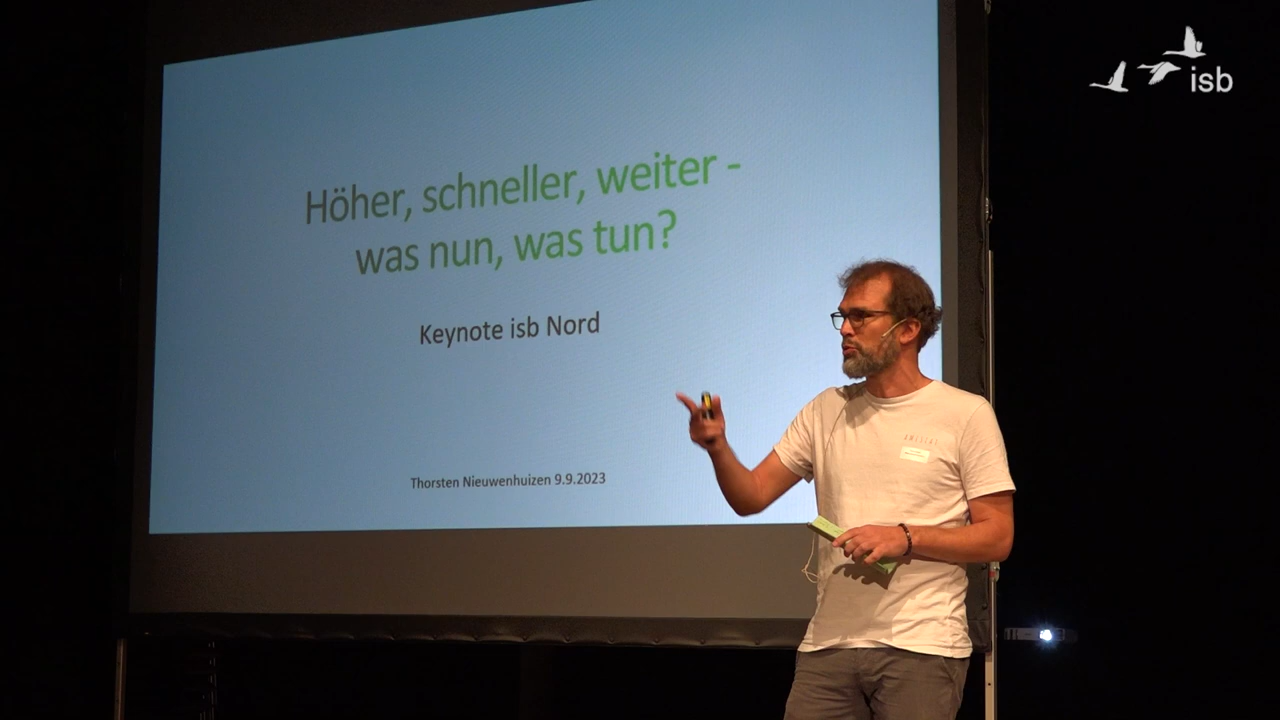 isb
Höher, schneller, weiter -
was nun, was tun?
Keynote isb Nord
Thorsten Nieuwenhuizen 9.9.2023